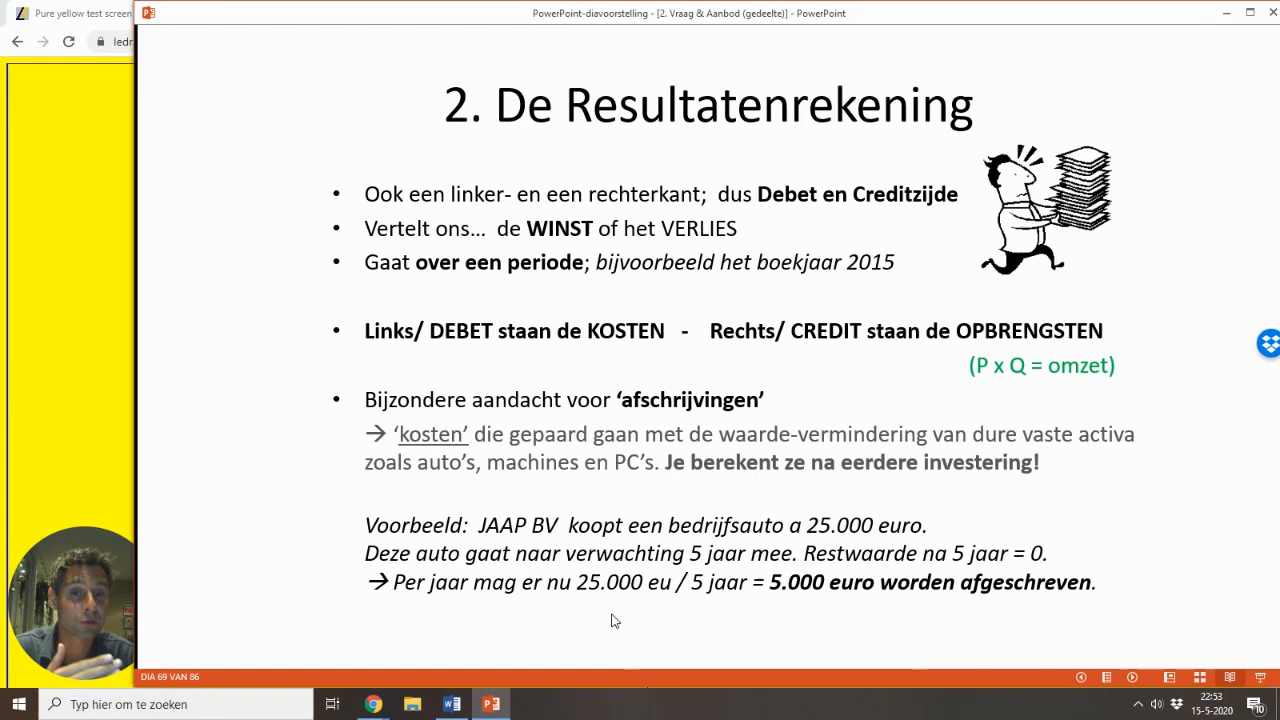 Pure yellow test screen
PowerPoint-diavoorstelling - [2. Vraag & Aanbod (gedeelte)] - PowerPoint
ledr
2. De Resultatenrekening
• Ook een linker- en een rechterkant; dus Debet en Creditzijde
• Vertelt ons... de WINST of het VERLIES
• Gaat over een periode; bijvoorbeeld het boekjaar 2015
• Links/ DEBET staan de KOSTEN - Rechts/ CREDIT staan de OPBRENGSTEN
(P x Q = omzet)
• Bijzondere aandacht voor ‘afschrijvingen’
→ ‘kosten’ die gepaard gaan met de waarde-vermindering van dure vaste activa
zoals auto’s, machines en PC’s. Je berekent ze na eerdere investering!
Voorbeeld: JAAP BV koopt een bedrijfsauto a 25.000 euro.
Deze auto gaat naar verwachting 5 jaar mee. Restwaarde na 5 jaar = 0.
→ Per jaar mag er nu 25.000 eu / 5 jaar = 5.000 euro worden afgeschreven.
DIA 69 VAN 86
Typ hier om te zoeken
22:53
15-5-2020
10